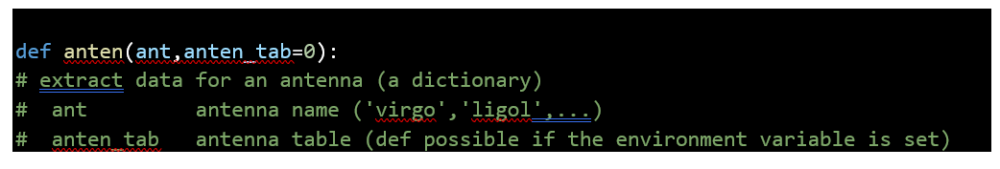 def anten(ant,anten_tab=0):
# extract data for an antenna (a dictionary)
#  ant         antenna name ('virgo','ligol',...)
#  anten_tab   antenna table (def possible if the environment variable is set)